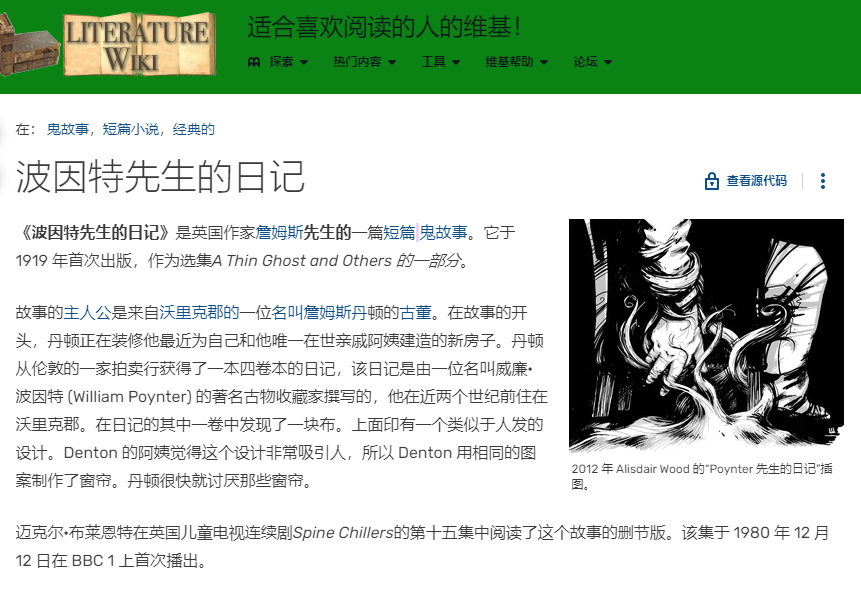 LITERATURE
WIKI
适合喜欢阅读的人的维基!
探索
热门内容
工具
维基帮助
论坛
在： 鬼故事，短篇小说，经典的
波因特先生的日记
查看源代码
《波因特先生的日记》是英国作家詹姆斯先生的一篇短篇 鬼故事。它于
1919 年首次出版，作为选集A Thin Ghost and Others 的一部分。
故事的主人公是来自沃里克郡的一位名叫詹姆斯丹顿的古董。在故事的开
头，丹顿正在装修他最近为自己和他唯一在世亲戚阿姨建造的新房子。丹顿
从伦敦的一家拍卖行获得了一本四卷本的日记，该日记是由一位名叫威廉·
波因特 (William Poynter) 的著名古物收藏家撰写的，他在近两个世纪前住在
沃里克郡。在日记的其中一卷中发现了一块布。上面印有一个类似于人发的
设计。Denton 的阿姨觉得这个设计非常吸引人，所以 Denton 用相同的图
案制作了窗帘。丹顿很快就讨厌那些窗帘。
2012 年 Alisdair Wood 的“Poynter 先生的日记”插
图。
迈克尔·布莱恩特在英国儿童电视连续剧Spine Chillers的第十五集中阅读了这个故事的删节版。该集于 1980 年 12 月
12 日在 BBC 1 上首次播出。